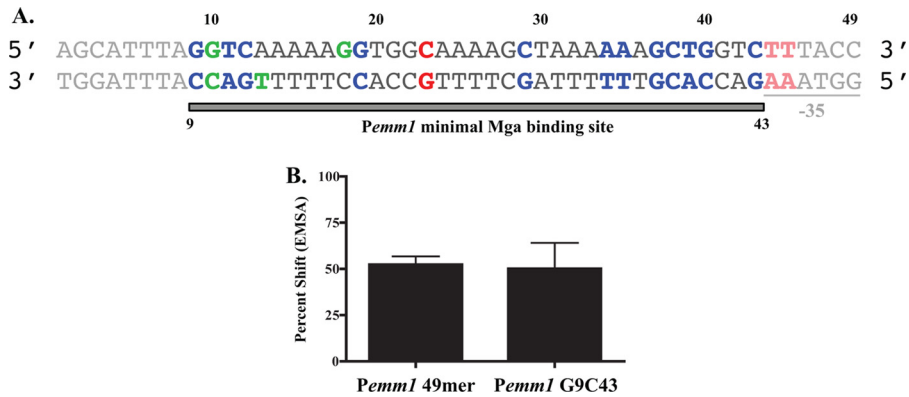 A.
10 20 30 40 49
5' AGCATTTAGGTCAAAAAGGTGGCAAAAGCTAAAAAAGCTGGTCTTTACC 3'
3' TGGATTTACCAGTTTTTCCACCGTTTTCGATTTTTTGCACCAGAAATGG 5'
-35
9 Pemm1 minimal Mga binding site 43
B.
Percent Shift (EMSA)
100
75
50
25
0
Pemm1 49mer Pemm1 G9C43